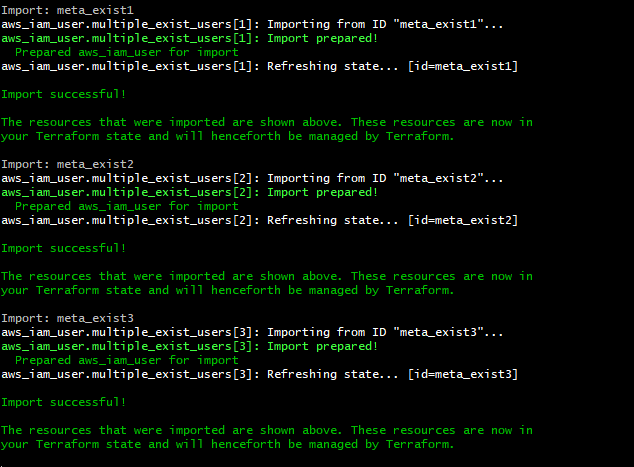 Import: meta_exist1
aws_iam_user.multiple_exist_users[1]: Importing from ID "meta_exist1"...
aws_iam_user.multiple_exist_users[1]: Import prepared!
  Prepared aws_iam_user for import
aws_iam_user.multiple_exist_users[1]: Refreshing state... [id=meta_exist1]
Import successful!
The resources that were imported are shown above. These resources are now in
your Terraform state and will henceforth be managed by Terraform.
Import: meta_exist2
aws_iam_user.multiple_exist_users[2]: Importing from ID "meta_exist2"...
aws_iam_user.multiple_exist_users[2]: Import prepared!
  Prepared aws_iam_user for import
aws_iam_user.multiple_exist_users[2]: Refreshing state... [id=meta_exist2]
Import successful!
The resources that were imported are shown above. These resources are now in
your Terraform state and will henceforth be managed by Terraform.
Import: meta_exist3
aws_iam_user.multiple_exist_users[3]: Importing from ID "meta_exist3"...
aws_iam_user.multiple_exist_users[3]: Import prepared!
  Prepared aws_iam_user for import
aws_iam_user.multiple_exist_users[3]: Refreshing state... [id=meta_exist3]
Import successful!
The resources that were imported are shown above. These resources are now in
your Terraform state and will henceforth be managed by Terraform.